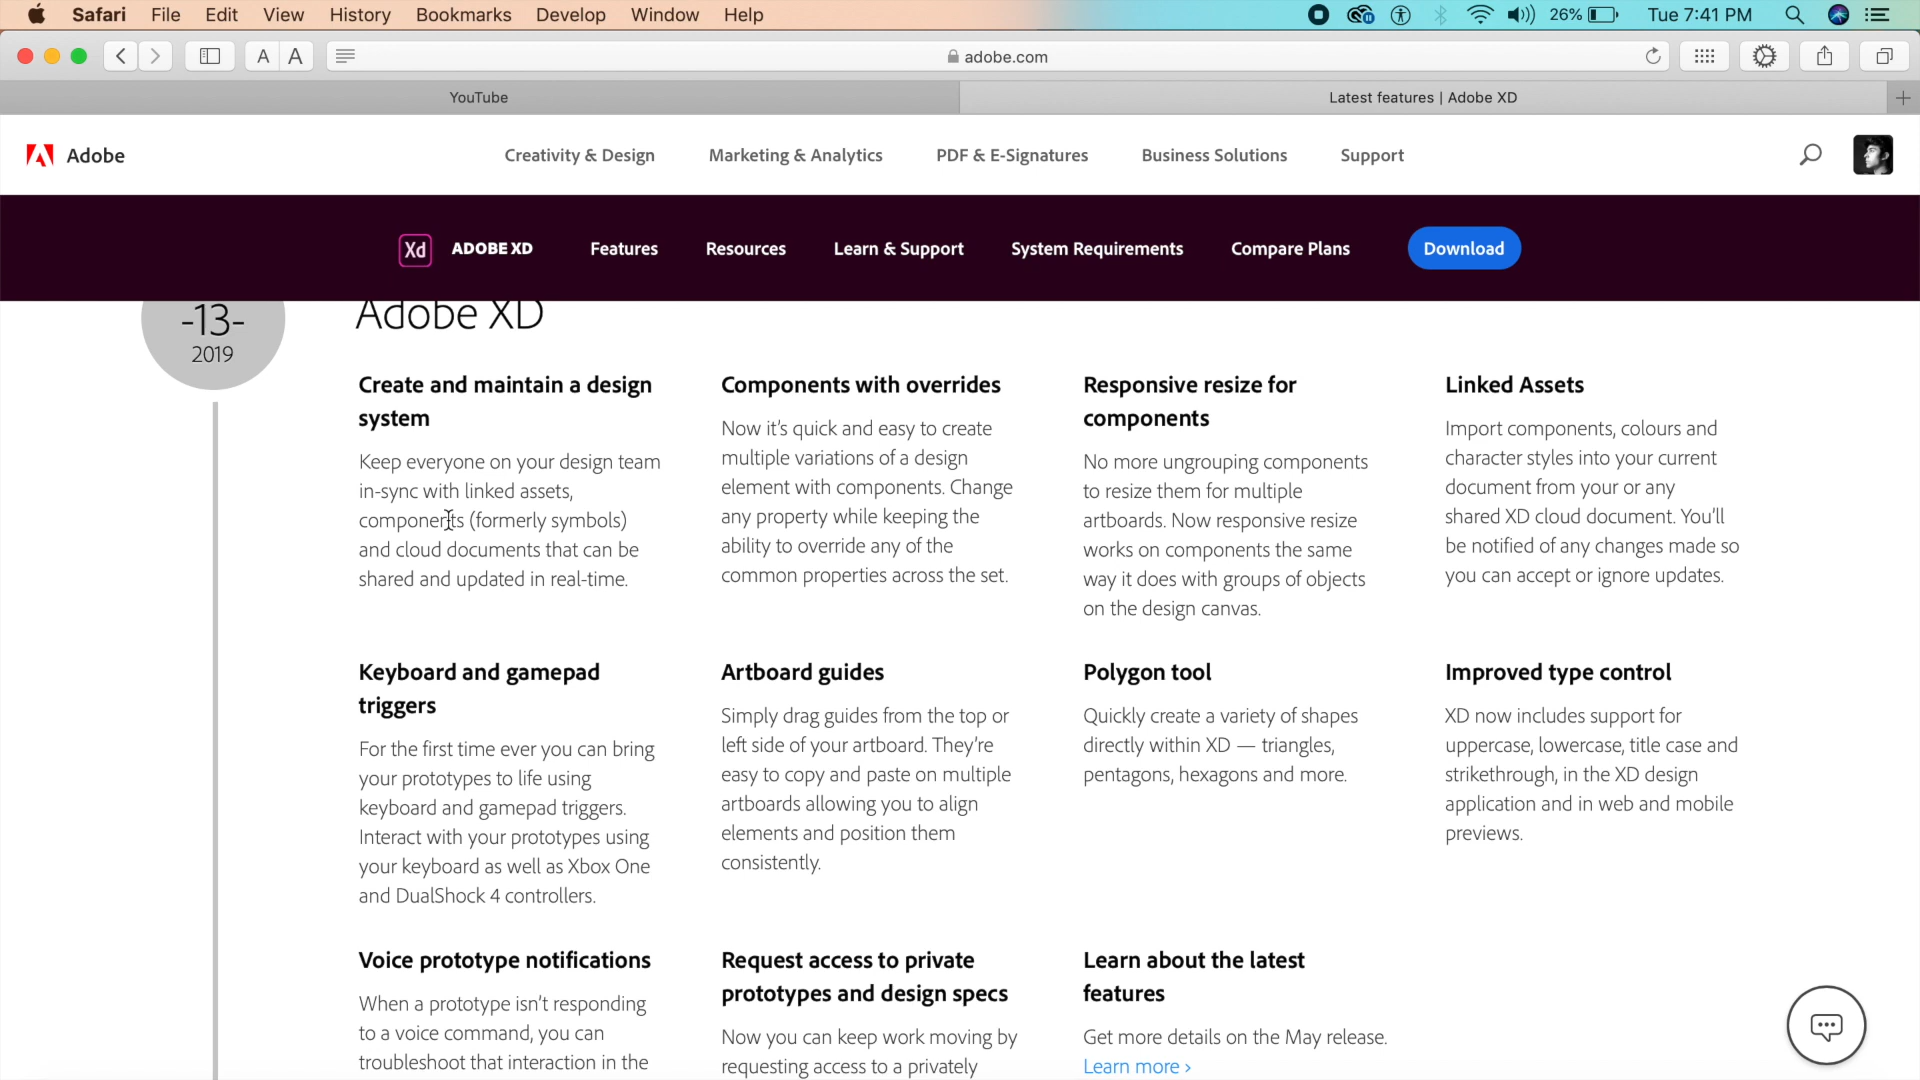 Safari File Edit View History Bookmarks Develop Window Help 26% Tue 7:41 PM
A A adobe.com
YouTube Latest features | Adobe XD
Adobe Creativity & Design Marketing & Analytics PDF & E-Signatures Business Solutions Support
Xd ADOBE XD Features Resources Learn & Support System Requirements Compare Plans Download
-13-
2019
Adobe XD
Create and maintain a design
system
Keep everyone on your design team
in-sync with linked assets,
components (formerly symbols)
and cloud documents that can be
shared and updated in real-time.
Components with overrides
Now it's quick and easy to create
multiple variations of a design
element with components. Change
any property while keeping the
ability to override any of the
common properties across the set.
Responsive resize for
components
No more ungrouping components
to resize them for multiple
artboards. Now responsive resize
works on components the same
way it does with groups of objects
on the design canvas.
Linked Assets
Import components, colours and
character styles into your current
document from your or any
shared XD cloud document. You'll
be notified of any changes made so
you can accept or ignore updates.
Keyboard and gamepad
triggers
For the first time ever you can bring
your prototypes to life using
keyboard and gamepad triggers.
Interact with your prototypes using
your keyboard as well as Xbox One
and DualShock 4 controllers.
Artboard guides
Simply drag guides from the top or
left side of your artboard. They're
easy to copy and paste on multiple
artboards allowing you to align
elements and position them
consistently.
Polygon tool
Quickly create a variety of shapes
directly within XD — triangles,
pentagons, hexagons and more.
Improved type control
XD now includes support for
uppercase, lowercase, title case and
strikethrough, in the XD design
application and in web and mobile
previews.
Voice prototype notifications
When a prototype isn't responding
to a voice command, you can
troubleshoot that interaction in the
Request access to private
prototypes and design specs
Now you can keep work moving by
requesting access to a privately
Learn about the latest
features
Get more details on the May release.
Learn more ›